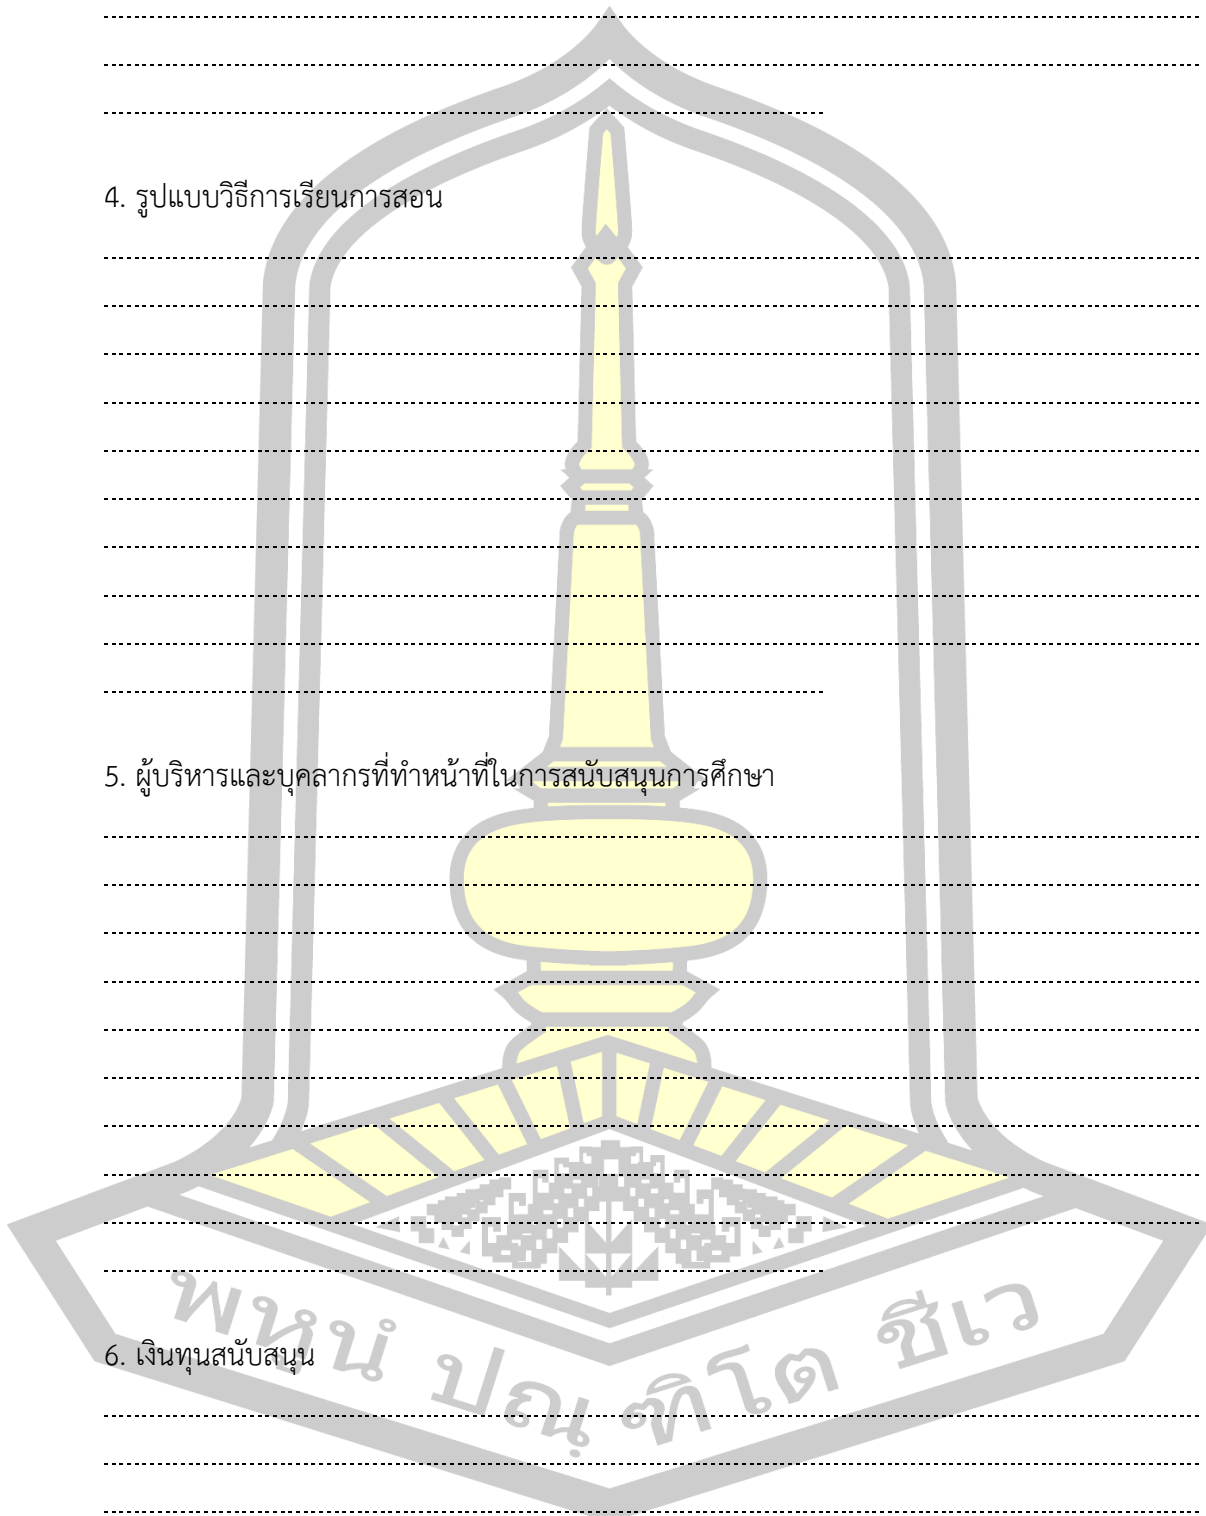 4. รูปแบบวิธีการเรียนการสอน
5. ผู้บริหารและบุคลากรที่ทำหน้าที่ในการสนับสนุนการศึกษา
6. เงินทุนสนับสนุน
พหุนํ ปณฺฑิโต ชีเว